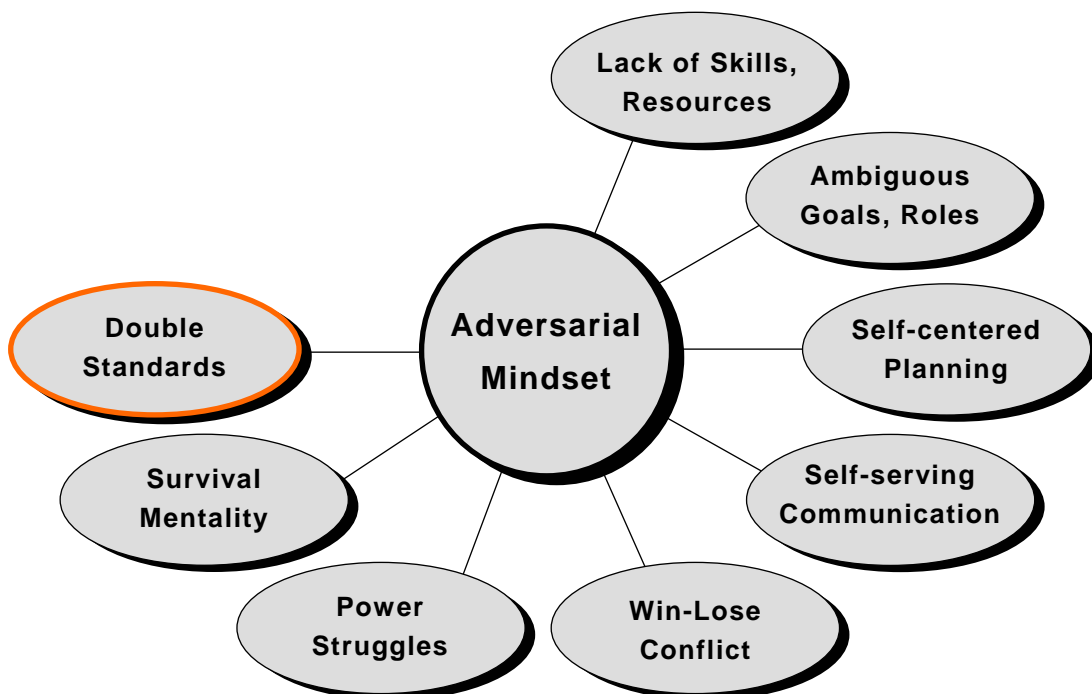 Lack of Skills,
Resources
Ambiguous
Goals, Roles
Adversarial
Mindset
Double
Standards
Self-centered
Planning
Survival
Mentality
Self-serving
Communication
Power
Struggles
Win-Lose
Conflict